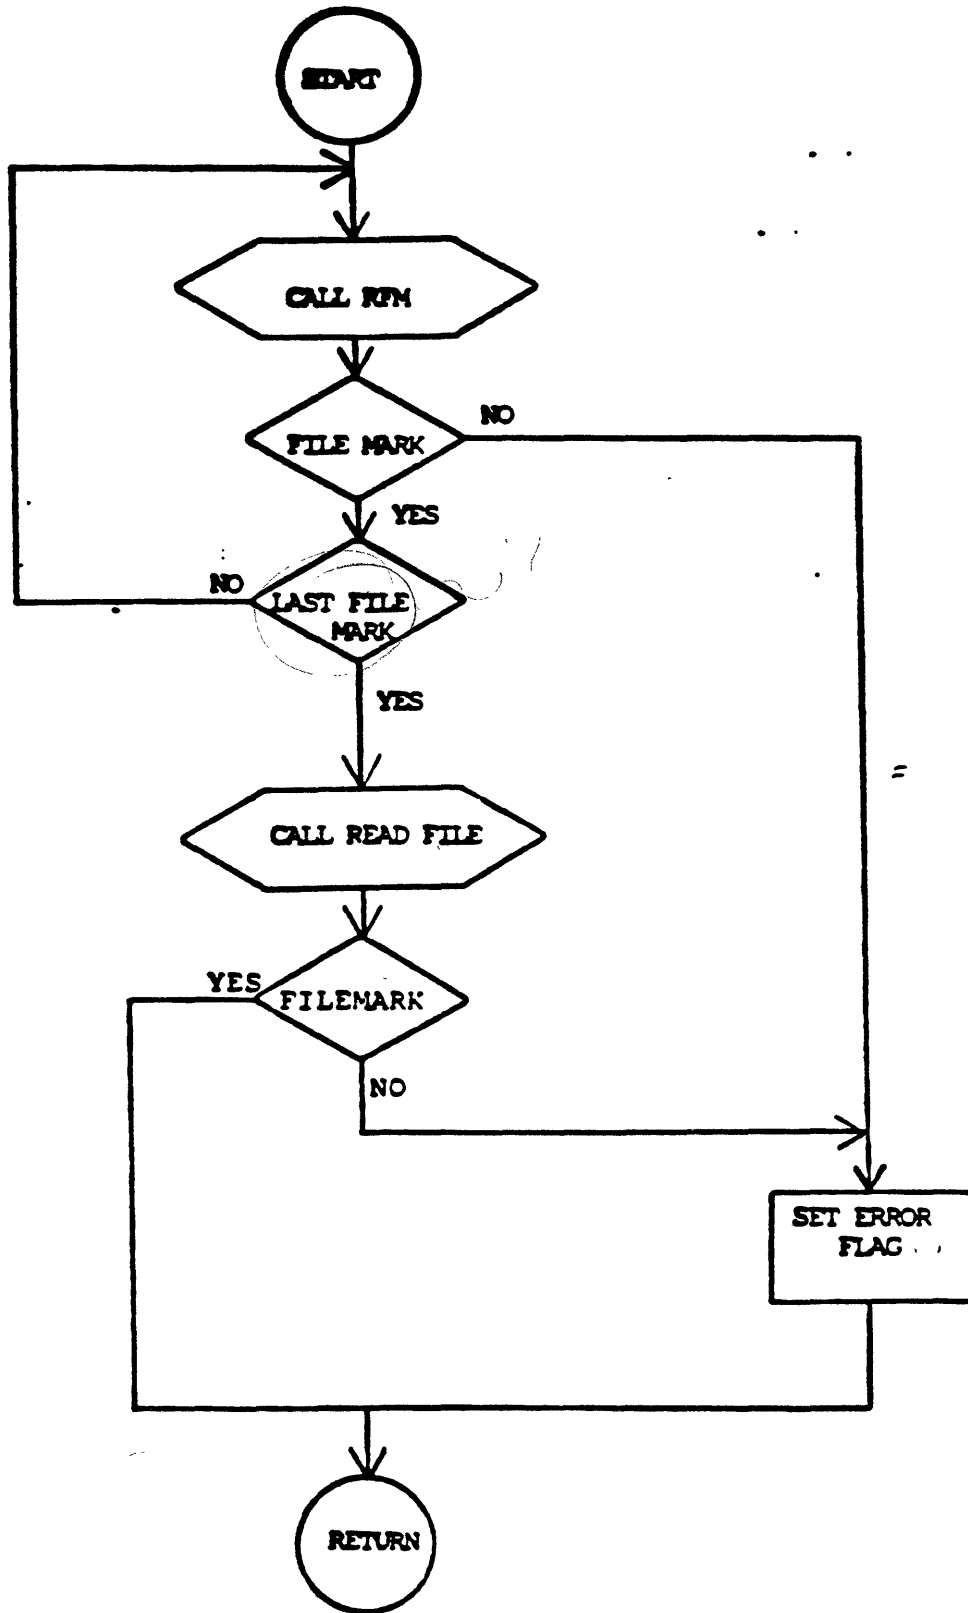 START
CALL RFM
NO
FILE MARK
YES
NO
LAST FILE
MARK
YES
CALL READ FILE
YES
FILEMARK
NO
SET ERROR
FLAG
RETURN